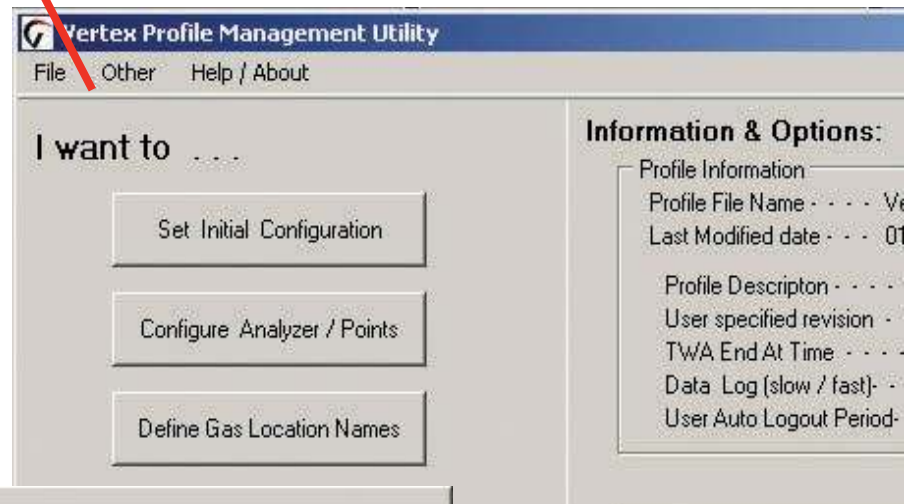 Vertex Profile Management Utility
File Other Help / About
I want to . . .
Set Initial Configuration
Configure Analyzer / Points
Define Gas Location Names
Information & Options:
Profile Information
Profile File Name - - - - Ve
Last Modified date - - - 01
Profile Descripton - - - -
User specified revision -
TWA End At Time - - - -
Data Log (slow / fast)- -
User Auto Logout Period-